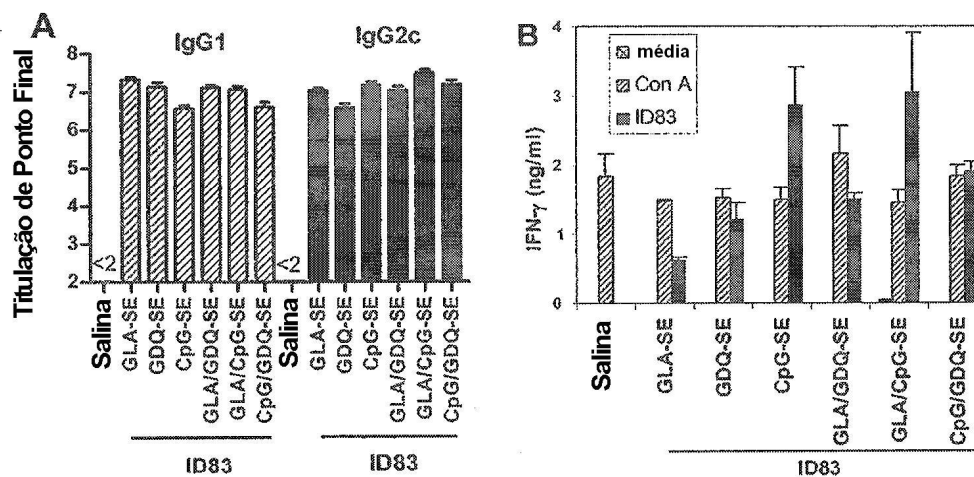 A
IgG1
IgG2c
Titulação de Ponto Final
8
7
6
5
4
3
2
<2
<2
Salina
GLA-SE
GDQ-SE
CpG-SE
GLA/GDQ-SE
GLA/CpG-SE
CpG/GDQ-SE
Salina
GLA-SE
GDQ-SE
CpG-SE
GLA/GDQ-SE
GLA/CpG-SE
CpG/GDQ-SE
ID83
ID83
B
IFN-γ (ng/ml)
4
3
2
1
0
média
Con A
ID83
Salina
GLA-SE
GDQ-SE
CpG-SE
GLA/GDQ-SE
GLA/CpG-SE
CpG/GDQ-SE
ID83